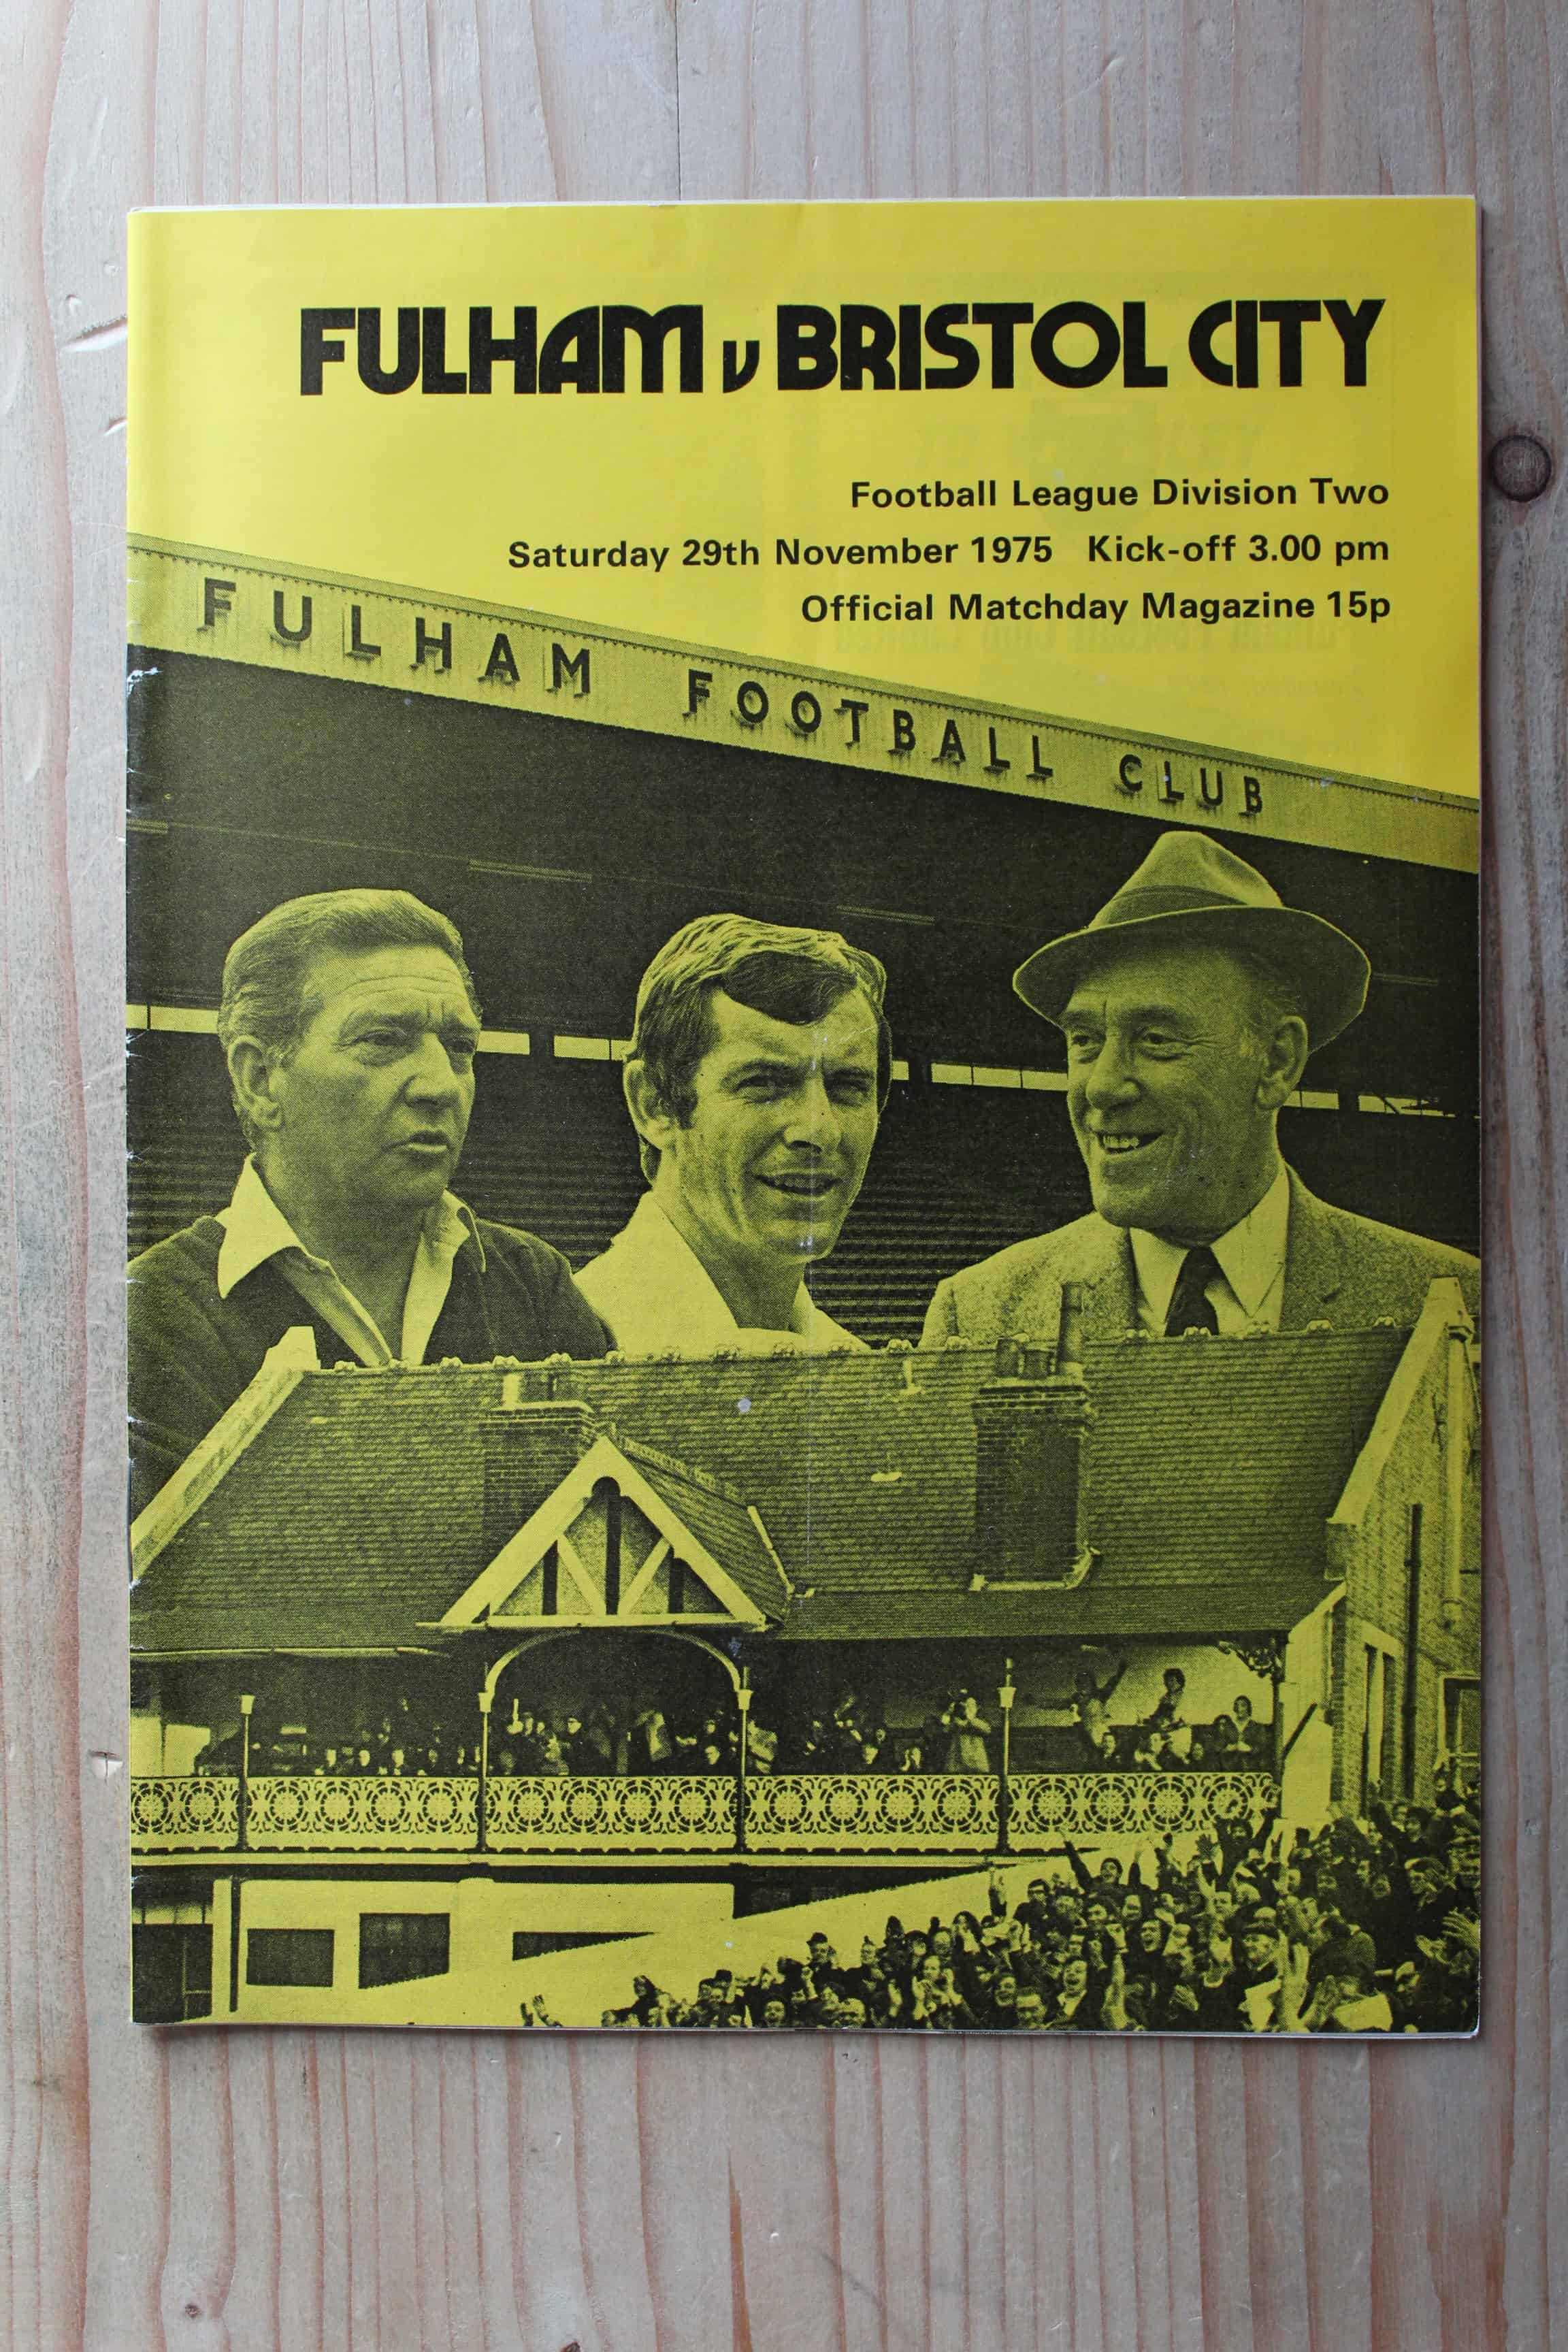 FULHAM v BRISTOL CITY
Football League Division Two
Saturday 29th November 1975 Kick-off 3.00 pm
Official Matchday Magazine 15p
FULHAM FOOTBALL CLUB